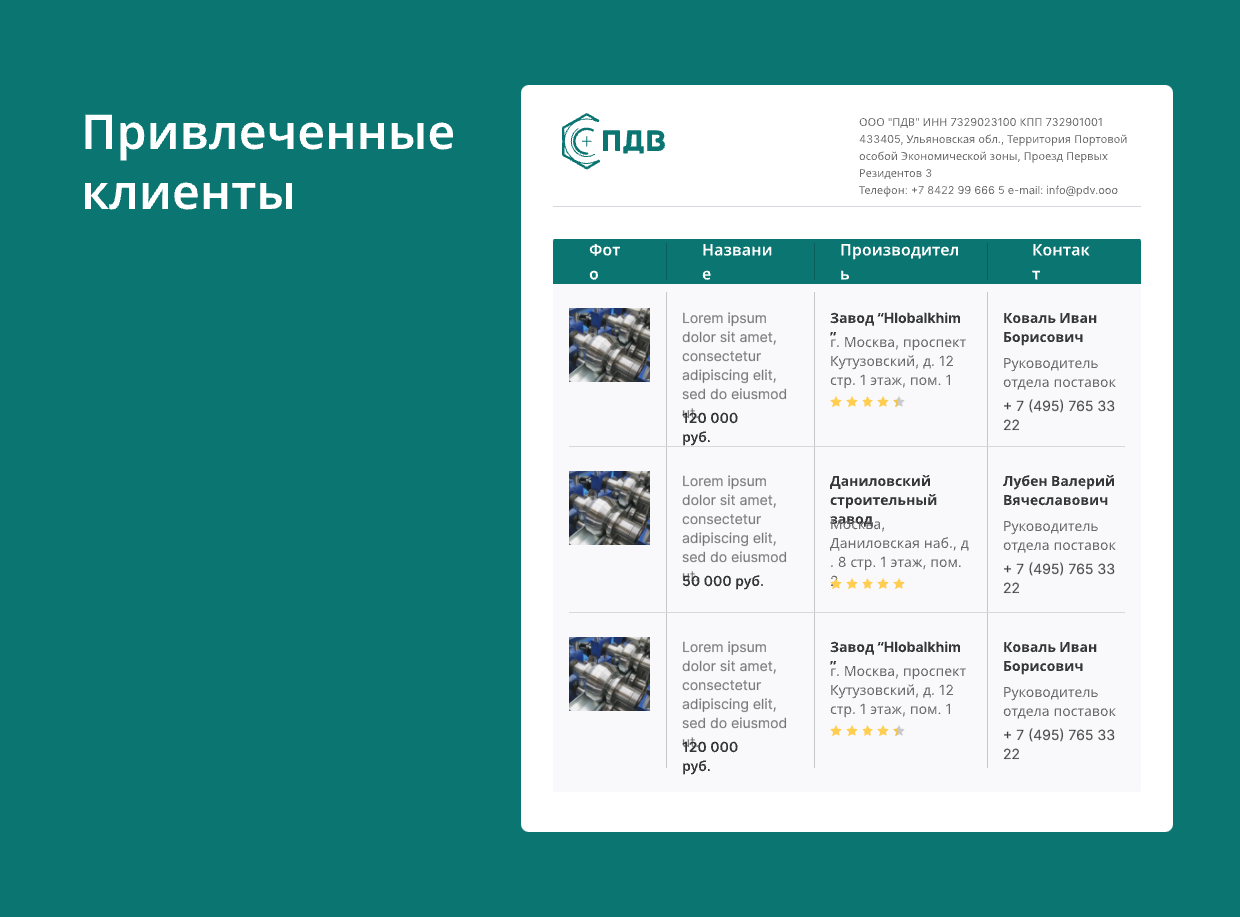 Привлеченные
клиенты
ПДВ
ООО "ПДВ" ИНН 7329023100 КПП 732901001
433405, Ульяновская обл., Территория Портовой
особой Экономической зоны, Проезд Первых
Резидентов 3
Телефон: +7 8422 99 666 5 e-mail: info@pdv.ooo
Фот
о
Названи
е
Производител
ь
Контак
т
Lorem ipsum
dolor sit amet,
consectetur
adipiscing elit,
sed do eiusmod
ut.
120 000
руб.
Завод “Hlobalkhim
”
г. Москва, проспект
Кутузовский, д. 12
стр. 1 этаж, пом. 1
Коваль Иван
Борисович
Руководитель
отдела поставок
+ 7 (495) 765 33
22
Lorem ipsum
dolor sit amet,
consectetur
adipiscing elit,
sed do eiusmod
ut.
50 000 руб.
Даниловский
строительный
завод
Москва,
Даниловская наб., д
. 8 стр. 1 этаж, пом.
2
Лубен Валерий
Вячеславович
Руководитель
отдела поставок
+ 7 (495) 765 33
22
Lorem ipsum
dolor sit amet,
consectetur
adipiscing elit,
sed do eiusmod
ut.
120 000
руб.
Завод “Hlobalkhim
”
г. Москва, проспект
Кутузовский, д. 12
стр. 1 этаж, пом. 1
Коваль Иван
Борисович
Руководитель
отдела поставок
+ 7 (495) 765 33
22